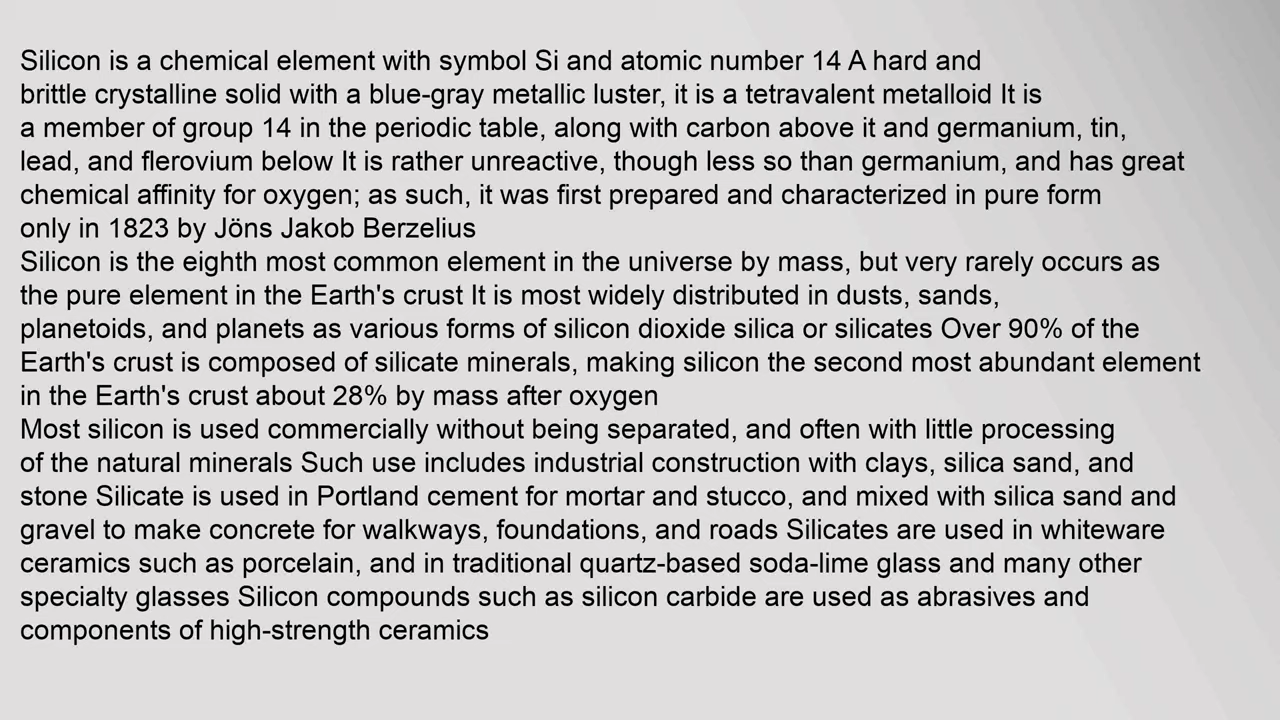 Silicon is a chemical element with symbol Si and atomic number 14 A hard and
brittle crystalline solid with a blue-gray metallic luster, it is a tetravalent metalloid It is
a member of group 14 in the periodic table, along with carbon above it and germanium, tin,
lead, and flerovium below It is rather unreactive, though less so than germanium, and has great
chemical affinity for oxygen; as such, it was first prepared and characterized in pure form
only in 1823 by Jöns Jakob Berzelius
Silicon is the eighth most common element in the universe by mass, but very rarely occurs as
the pure element in the Earth's crust It is most widely distributed in dusts, sands,
planetoids, and planets as various forms of silicon dioxide silica or silicates Over 90% of the
Earth's crust is composed of silicate minerals, making silicon the second most abundant element
in the Earth's crust about 28% by mass after oxygen
Most silicon is used commercially without being separated, and often with little processing
of the natural minerals Such use includes industrial construction with clays, silica sand, and
stone Silicate is used in Portland cement for mortar and stucco, and mixed with silica sand and
gravel to make concrete for walkways, foundations, and roads Silicates are used in whiteware
ceramics such as porcelain, and in traditional quartz-based soda-lime glass and many other
specialty glasses Silicon compounds such as silicon carbide are used as abrasives and
components of high-strength ceramics